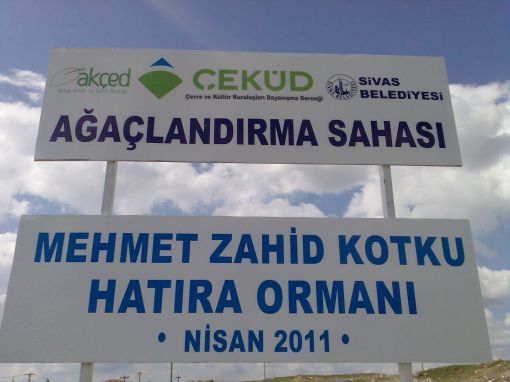 akçed
ÇEKÜD
Çevre ve Kültür Kuruluşları Dayanışma Derneği
SİVAS
BELEDİYESİ
AĞAÇLANDIRMA SAHASI
MEHMET ZAHİD KOTKU
HATIRA ORMANI
• NİSAN 2011 •